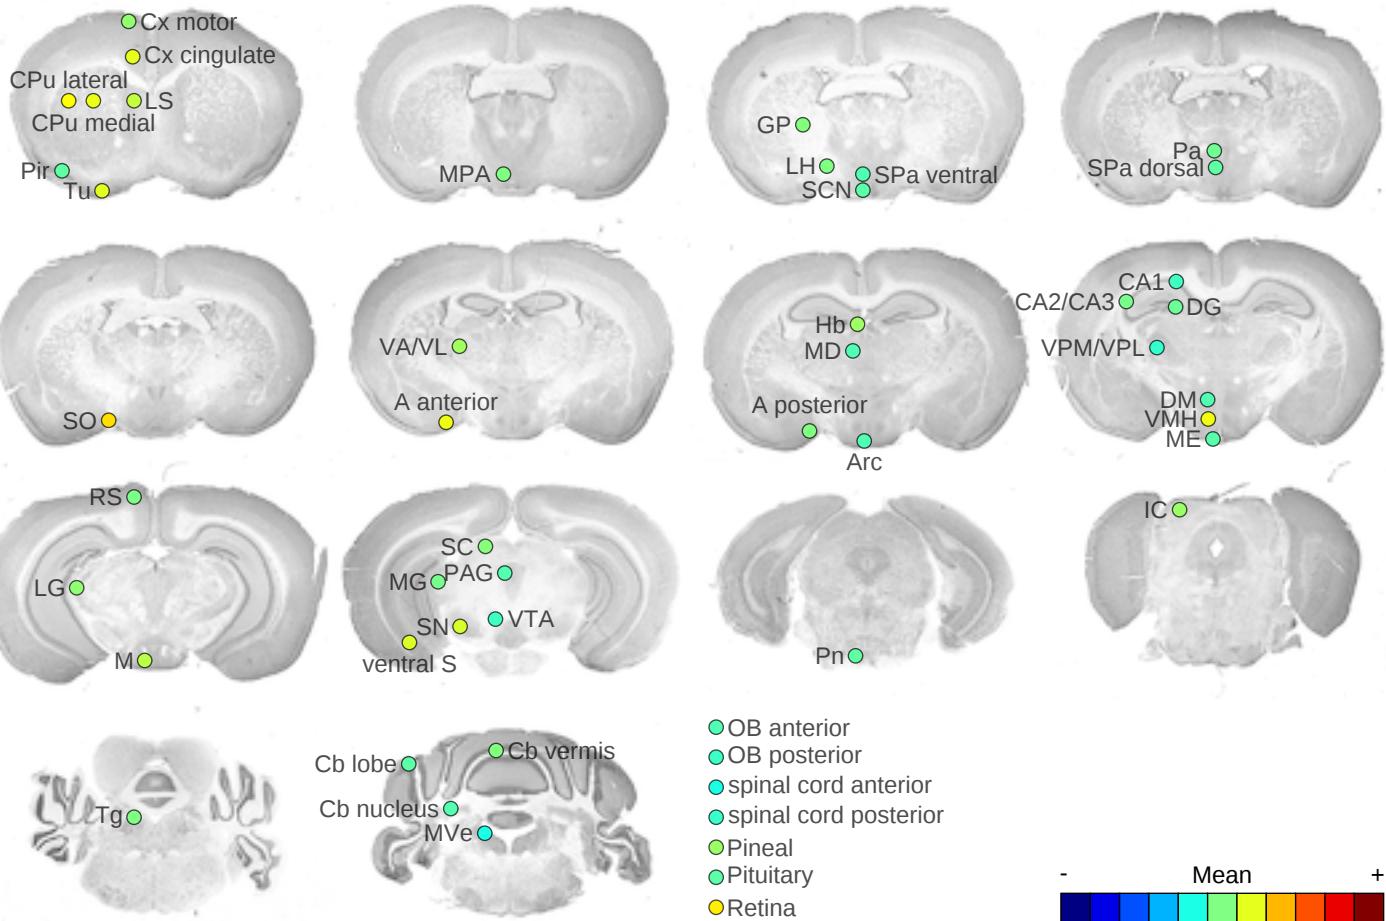 Cx motor
Cx cingulate
CPu lateral
LS
CPu medial
Pir
Tu
MPA
GP
LH
SPa ventral
SCN
Pa
SPa dorsal
SO
VA/VL
A anterior
Hb
MD
A posterior
Arc
CA1
CA2/CA3
DG
VPM/VPL
DM
VMH
ME
RS
LG
M
SC
PAG
MG
VTA
SN
ventral S
Pn
IC
Tg
Cb vermis
Cb lobe
Cb nucleus
MVe
OB anterior
OB posterior
spinal cord anterior
spinal cord posterior
Pineal
Pituitary
Retina
- Mean +